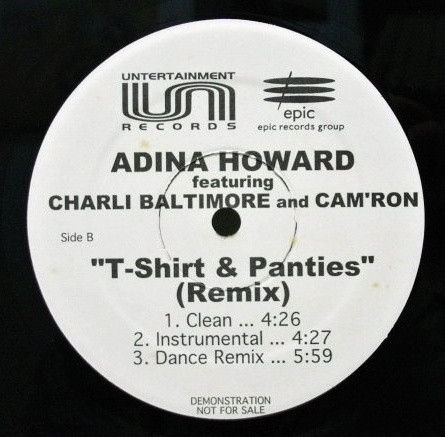 UNTERTAINMENT
UN
RECORDS
epic
epic records group
ADINA HOWARD
featuring
CHARLI BALTIMORE and CAM'RON
Side B
"T-Shirt & Panties"
(Remix)
1. Clean ... 4:26
2. Instrumental ... 4:27
3. Dance Remix ... 5:59
DEMONSTRATION
NOT FOR SALE